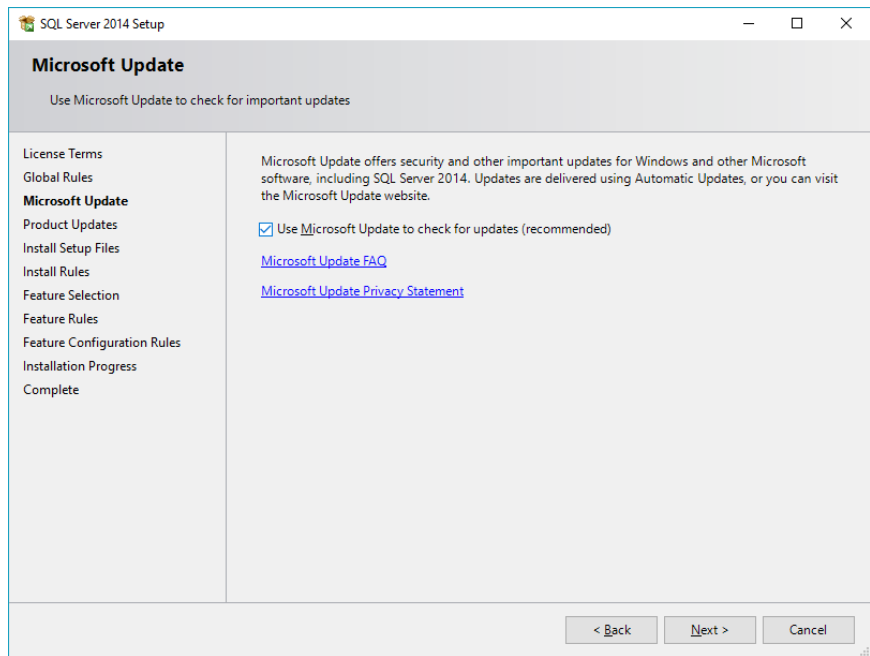 SQL Server 2014 Setup
Microsoft Update
Use Microsoft Update to check for important updates
License Terms
Global Rules
Microsoft Update
Product Updates
Install Setup Files
Install Rules
Feature Selection
Feature Rules
Feature Configuration Rules
Installation Progress
Complete
Microsoft Update offers security and other important updates for Windows and other Microsoft
software, including SQL Server 2014. Updates are delivered using Automatic Updates, or you can visit
the Microsoft Update website.
Use Microsoft Update to check for updates (recommended)
Microsoft Update FAQ
Microsoft Update Privacy Statement
< Back
Next >
Cancel